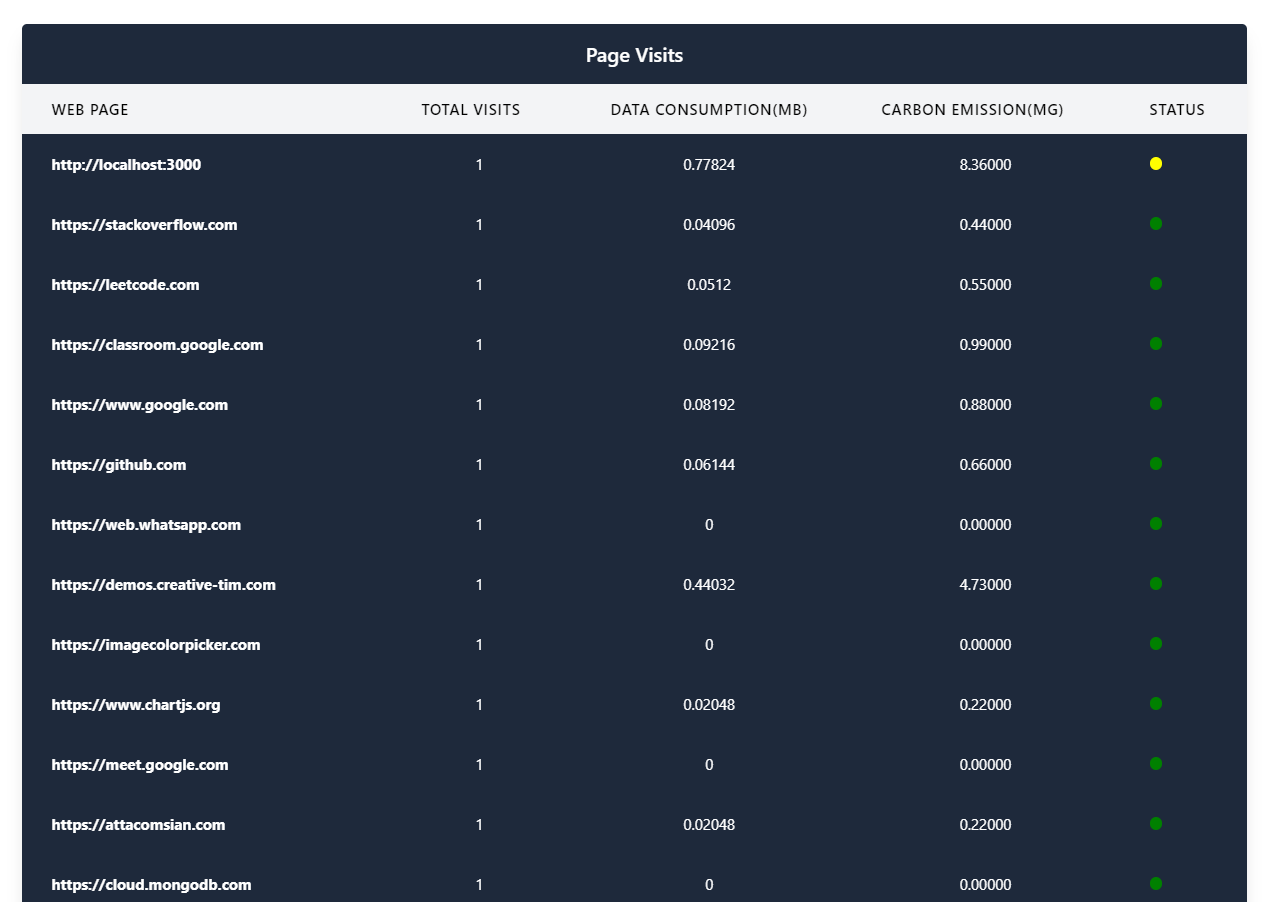 Page Visits
WEB PAGE TOTAL VISITS DATA CONSUMPTION(MB) CARBON EMISSION(MG) STATUS
http://localhost:3000 1 0.77824 8.36000
https://stackoverflow.com 1 0.04096 0.44000
https://leetcode.com 1 0.0512 0.55000
https://classroom.google.com 1 0.09216 0.99000
https://www.google.com 1 0.08192 0.88000
https://github.com 1 0.06144 0.66000
https://web.whatsapp.com 1 0 0.00000
https://demos.creative-tim.com 1 0.44032 4.73000
https://imagecolorpicker.com 1 0 0.00000
https://www.chartjs.org 1 0.02048 0.22000
https://meet.google.com 1 0 0.00000
https://attacomsian.com 1 0.02048 0.22000
https://cloud.mongodb.com 1 0 0.00000